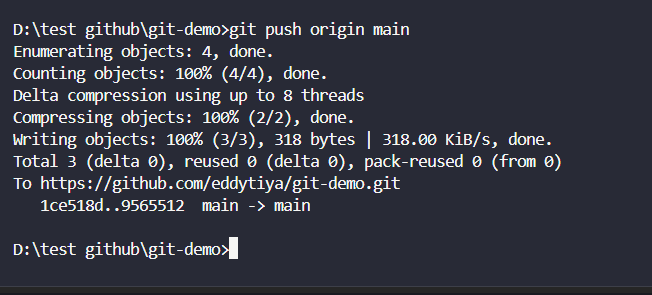 D:\test github\git-demo>git push origin main
Enumerating objects: 4, done.
Counting objects: 100% (4/4), done.
Delta compression using up to 8 threads
Compressing objects: 100% (2/2), done.
Writing objects: 100% (3/3), 318 bytes | 318.00 KiB/s, done.
Total 3 (delta 0), reused 0 (delta 0), pack-reused 0 (from 0)
To https://github.com/eddytiya/git-demo.git
   1ce518d..9565512  main -> main
D:\test github\git-demo>